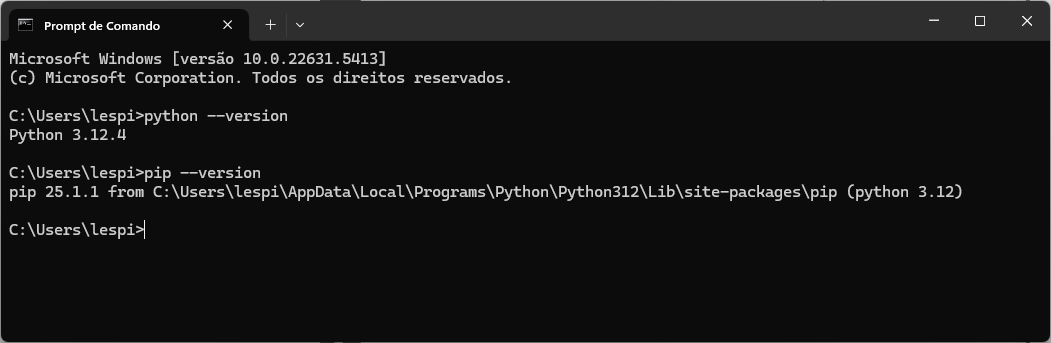 Prompt de Comando
Microsoft Windows [versão 10.0.22631.5413]
(c) Microsoft Corporation. Todos os direitos reservados.
C:\Users\lespi>python --version
Python 3.12.4
C:\Users\lespi>pip --version
pip 25.1.1 from C:\Users\lespi\AppData\Local\Programs\Python\Python312\Lib\site-packages\pip (python 3.12)
C:\Users\lespi>